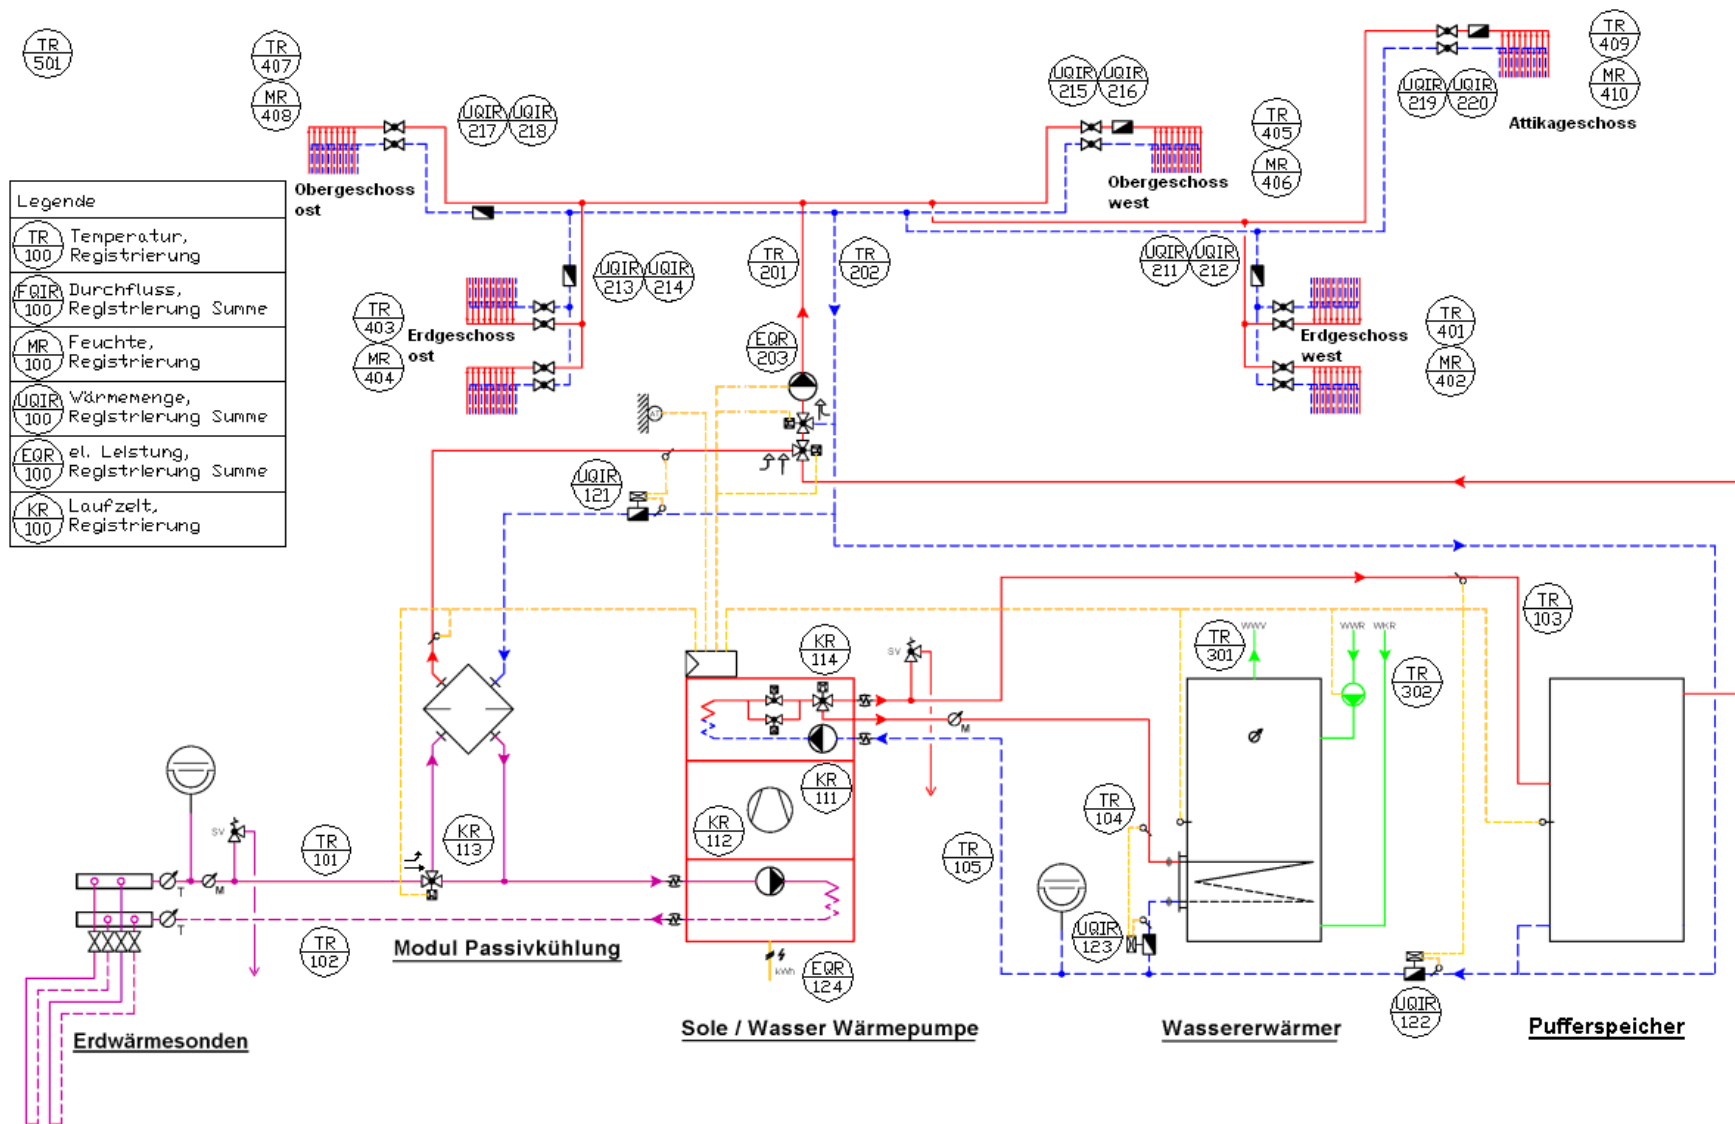 TR
501
TR
407
MR
408
UQIR
217
UQIR
218
UQIR
215
UQIR
216
TR
405
MR
406
UQIR
219
UQIR
220
TR
409
MR
410
Attikageschoss
Obergeschoss
ost
Obergeschoss
west
Legende
TR
100
Temperatur,
Registrierung
FQIR
100
Durchfluss,
Registrierung Summe
MR
100
Feuchte,
Registrierung
UQIR
100
Wärmemenge,
Registrierung Summe
EQR
100
el. Leistung,
Registrierung Summe
KR
100
Laufzeit,
Registrierung
TR
403
MR
404
Erdgeschoss
ost
UQIR
213
UQIR
214
TR
201
TR
202
EQR
203
UQIR
211
UQIR
212
Erdgeschoss
west
TR
401
MR
402
AT
UQIR
121
TR
103
KR
114
SV
TR
301
WWV
WWR
WKR
TR
302
M
KR
111
KR
112
KR
113
TR
104
TR
105
SV
TR
101
T
M
T
TR
102
UQIR
123
UQIR
122
kWh
EQR
124
Modul Passivkühlung
Erdwärmesonden
Sole / Wasser Wärmepumpe
Wassererwärmer
Pufferspeicher